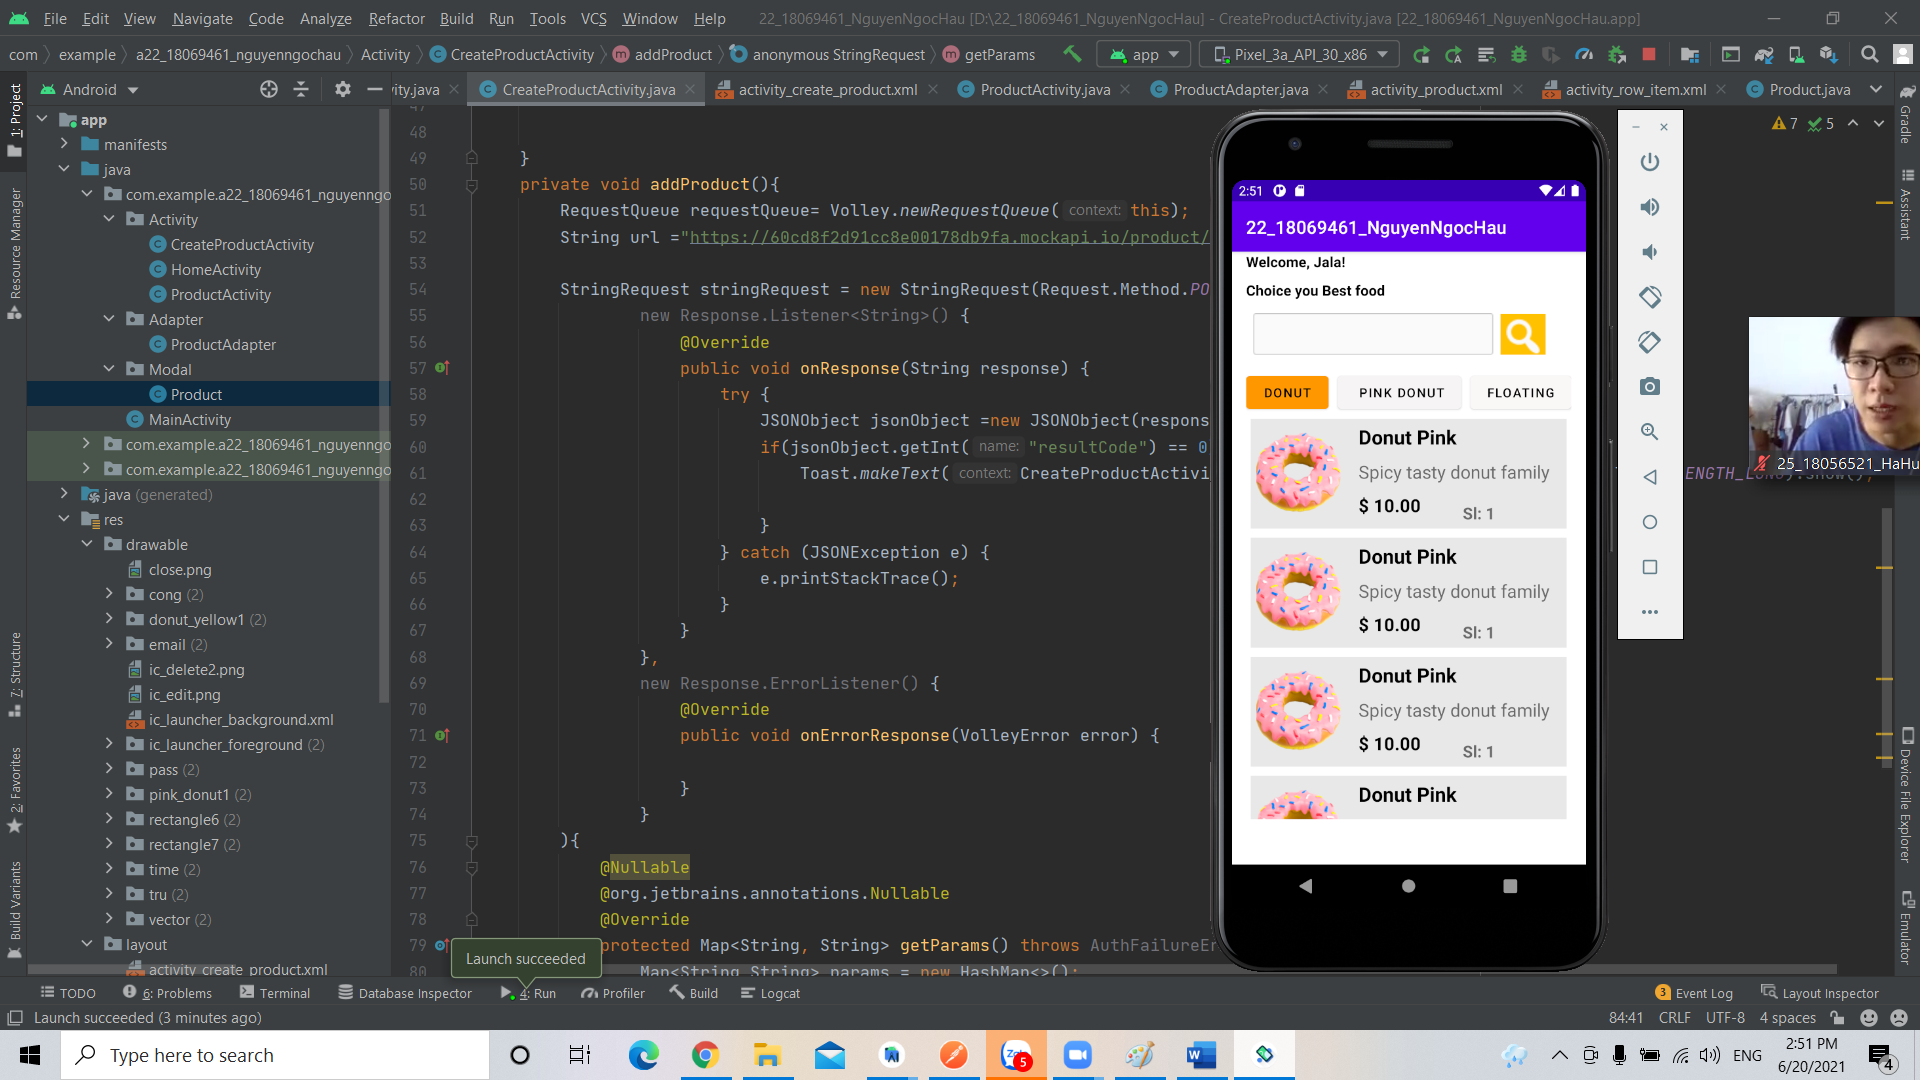 File Edit View Navigate Code Analyze Refactor Build Run Tools VCS Window Help 22_18069461_NguyenNgocHau [D:\22_18069461_NguyenNgocHau] - CreateProductActivity.java [22_18069461_NguyenNgocHau.app]
com example a22_18069461_nguyenngochau Activity CreateProductActivity addProduct anonymous StringRequest getParams app Pixel_3a_API_30_x86
Android ity.java CreateProductActivity.java activity_create_product.xml ProductActivity.java ProductAdapter.java activity_product.xml activity_row_item.xml Product.java
1: Project
Resource Manager
7: Structure
2: Favorites
Build Variants
app
manifests
java
com.example.a22_18069461_nguyenngo
Activity
CreateProductActivity
HomeActivity
ProductActivity
Adapter
ProductAdapter
Modal
Product
MainActivity
com.example.a22_18069461_nguyenngo
com.example.a22_18069461_nguyenngo
java (generated)
res
drawable
close.png
cong (2)
donut_yellow1 (2)
email (2)
ic_delete2.png
ic_edit.png
ic_launcher_background.xml
ic_launcher_foreground (2)
pass (2)
pink_donut1 (2)
rectangle6 (2)
rectangle7 (2)
time (2)
tru (2)
vector (2)
layout
activity_create_product.xml
47
48
49 }
50 private void addProduct(){
51 RequestQueue requestQueue= Volley.newRequestQueue( context: this);
52 String url ="https://60cd8f2d91cc8e00178db9fa.mockapi.io/product/
53
54 StringRequest stringRequest = new StringRequest(Request.Method.PO
55 new Response.Listener<String>() {
56 @Override
57 public void onResponse(String response) {
58 try {
59 JSONObject jsonObject =new JSONObject(respons
60 if(jsonObject.getInt( name: "resultCode") == 0
61 Toast.makeText( context: CreateProductActivi ENGTH_LONG).show();
62
63 }
64 } catch (JSONException e) {
65 e.printStackTrace();
66 }
67 }
68 },
69 new Response.ErrorListener() {
70 @Override
71 public void onErrorResponse(VolleyError error) {
72
73 }
74 }
75 ){
76 @Nullable
77 @org.jetbrains.annotations.Nullable
78 @Override
79 protected Map<String, String> getParams() throws AuthFailureEr
80 Map<String,String> params = new HashMap<>();
Launch succeeded
2:51
22_18069461_NguyenNgocHau
Welcome, Jala!
Choice you Best food
DONUT PINK DONUT FLOATING
Donut Pink
Spicy tasty donut family
$ 10.00 Sl: 1
Donut Pink
Spicy tasty donut family
$ 10.00 Sl: 1
Donut Pink
Spicy tasty donut family
$ 10.00 Sl: 1
Donut Pink
7 5
25_18056521_HaHu
Gradle
Assistant
Device File Explorer
Emulator
TODO 6: Problems Terminal Database Inspector 4: Run Profiler Build Logcat 3 Event Log Layout Inspector
Launch succeeded (3 minutes ago) 84:41 CRLF UTF-8 4 spaces
Type here to search 5 ENG 2:51 PM
6/20/2021 4